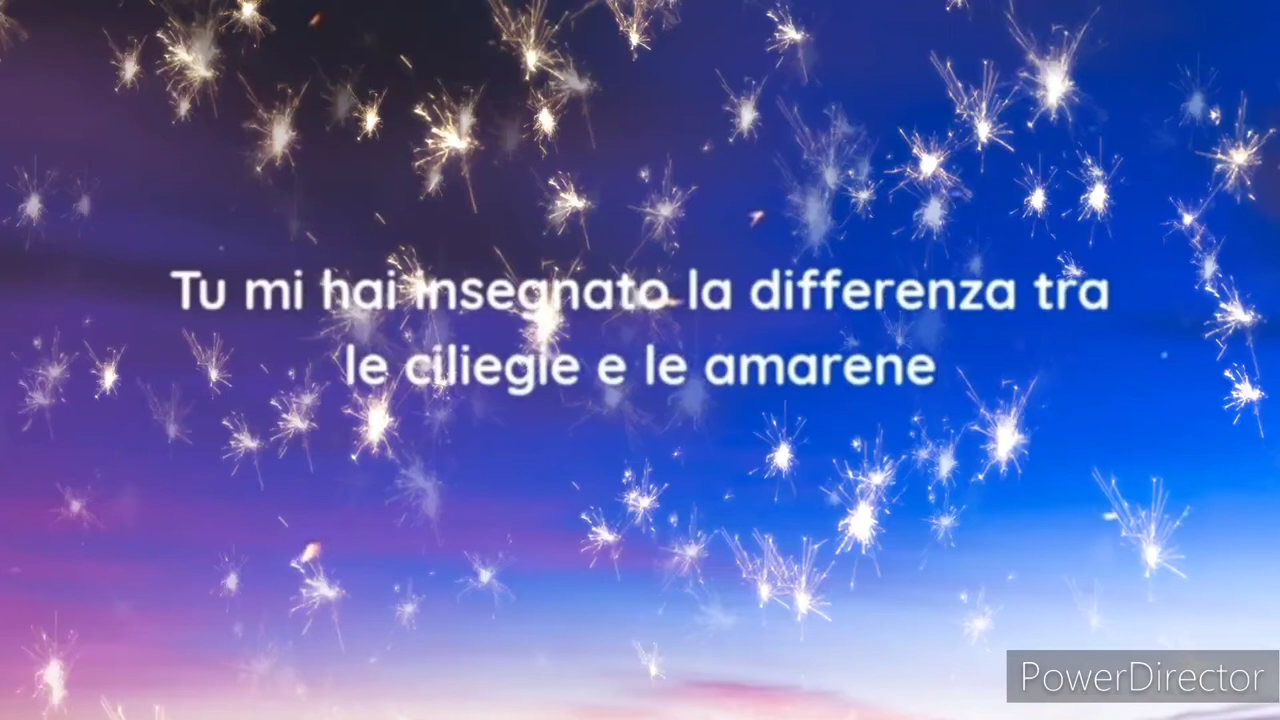 Tu mi hai insegnato la differenza tra
le ciliegie e le amarene
PowerDirector